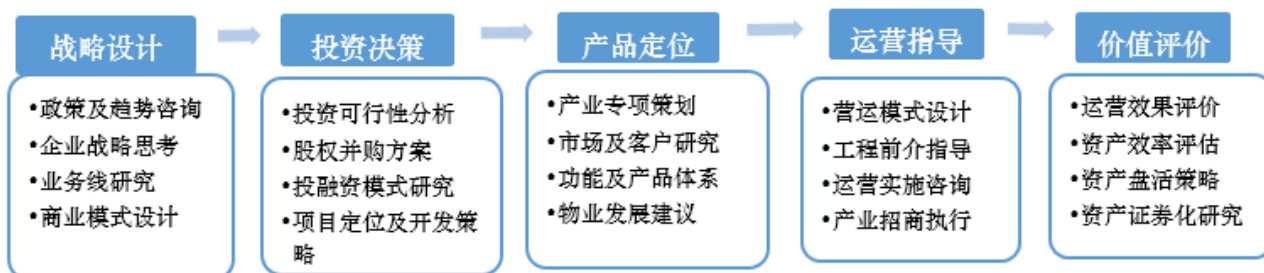 战略设计
•政策及趋势咨询
•企业战略思考
•业务线研究
•商业模式设计
投资决策
•投资可行性分析
•股权并购方案
•投融资模式研究
•项目定位及开发策
略
产品定位
•产业专项策划
•市场及客户研究
•功能及产品体系
•物业发展建议
运营指导
•营运模式设计
•工程前介指导
•运营实施咨询
•产业招商执行
价值评价
•运营效果评价
•资产效率评估
•资产盘活策略
•资产证券化研究